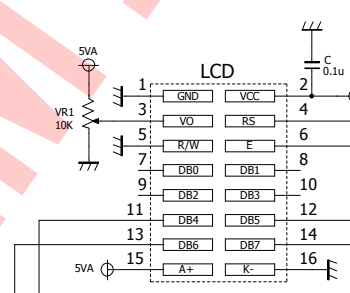 5VA
C
0.1u
LCD
1 GND VCC 2
VR1
10K
3 VO RS 4
5 R/W E 6
7 DB0 DB1 8
9 DB2 DB3 10
11 DB4 DB5 12
13 DB6 DB7 14
5VA 15 A+ K- 16